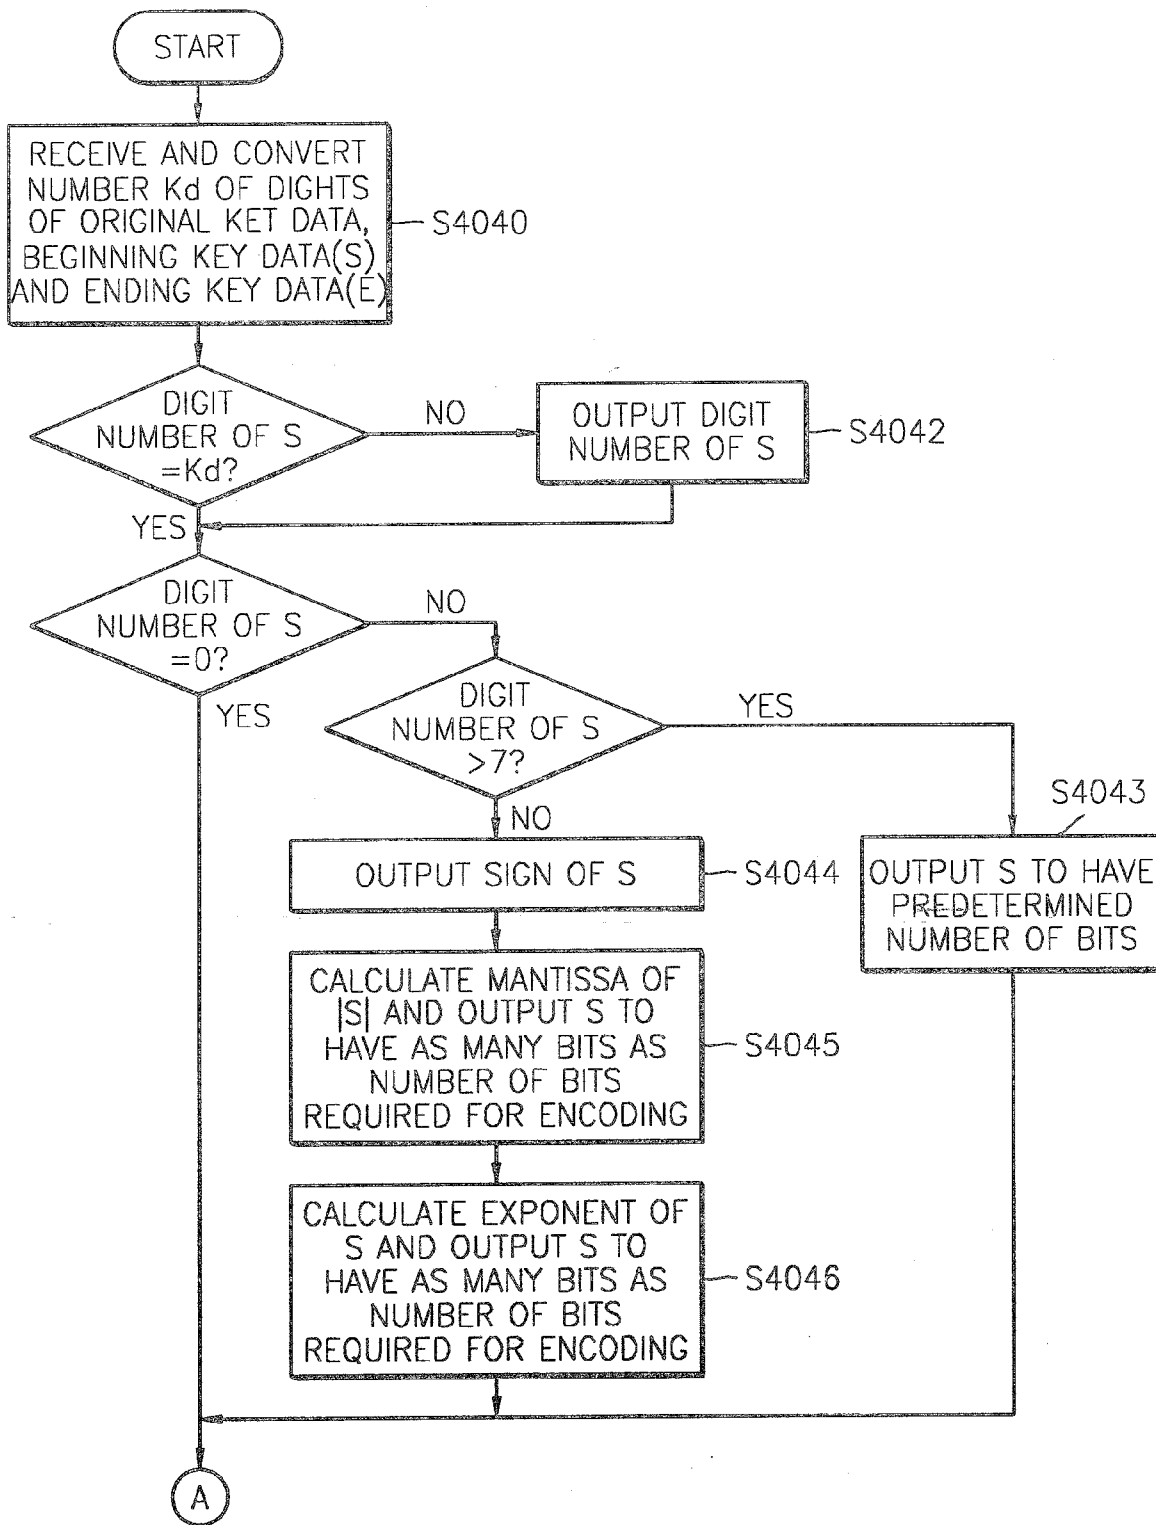 START
RECEIVE AND CONVERT
NUMBER Kd OF DIGHTS
OF ORIGINAL KET DATA,
BEGINNING KEY DATA(S)
AND ENDING KEY DATA(E)
S4040
DIGIT
NUMBER OF S
=Kd?
NO
OUTPUT DIGIT
NUMBER OF S
S4042
YES
DIGIT
NUMBER OF S
=0?
NO
YES
DIGIT
NUMBER OF S
>7?
YES
NO
S4043
OUTPUT S TO HAVE
PREDETERMINED
NUMBER OF BITS
OUTPUT SIGN OF S
S4044
CALCULATE MANTISSA OF
|S| AND OUTPUT S TO
HAVE AS MANY BITS AS
NUMBER OF BITS
REQUIRED FOR ENCODING
S4045
CALCULATE EXPONENT OF
S AND OUTPUT S TO
HAVE AS MANY BITS AS
NUMBER OF BITS
REQUIRED FOR ENCODING
S4046
A